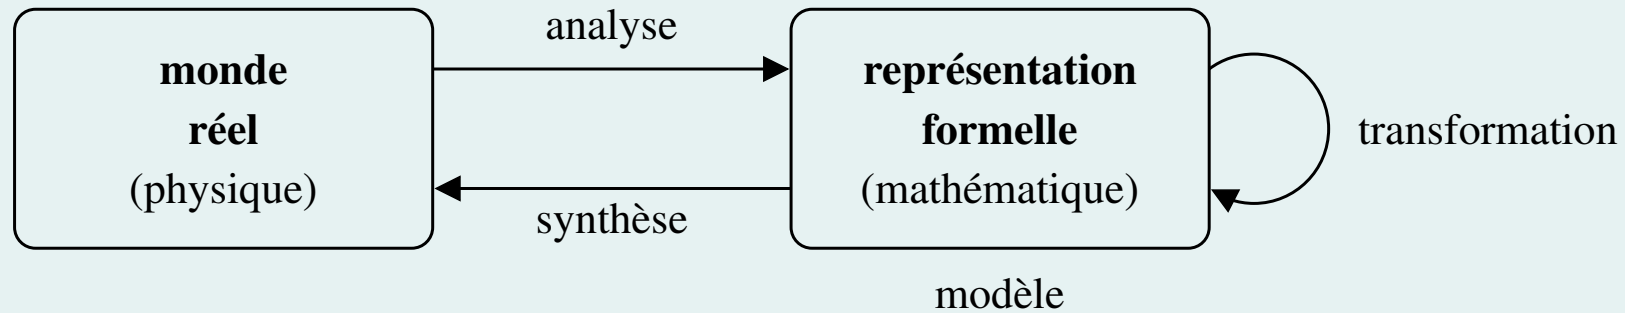 analyse
monde
réel
(physique)
représentation
formelle
(mathématique)
transformation
synthèse
modèle